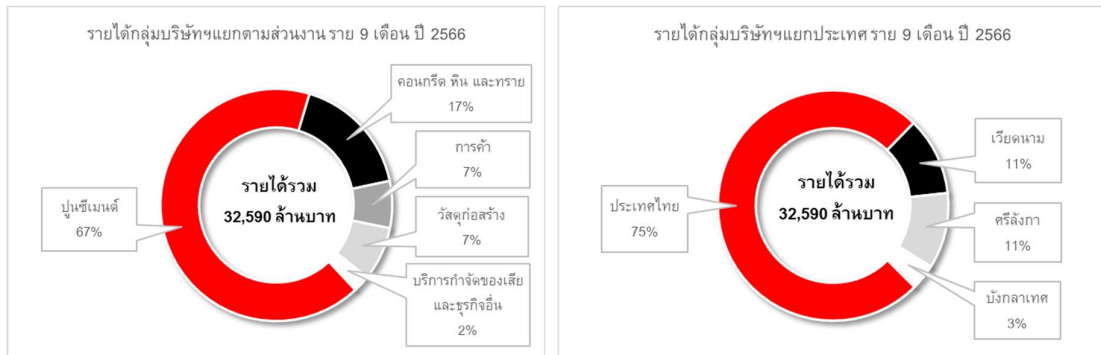 รายได้กลุ่มบริษัทฯแยกตามส่วนงาน ราย 9 เดือน ปี 2566
คอนกรีต หิน และทราย
17%
การค้า
7%
วัสดุก่อสร้าง
7%
บริการกำจัดของเสีย
และธุรกิจอื่น
2%
ปูนซีเมนต์
67%
รายได้รวม
32,590 ล้านบาท
รายได้กลุ่มบริษัทฯแยกประเทศ ราย 9 เดือน ปี 2566
เวียดนาม
11%
ศรีลังกา
11%
บังกลาเทศ
3%
ประเทศไทย
75%
รายได้รวม
32,590 ล้านบาท